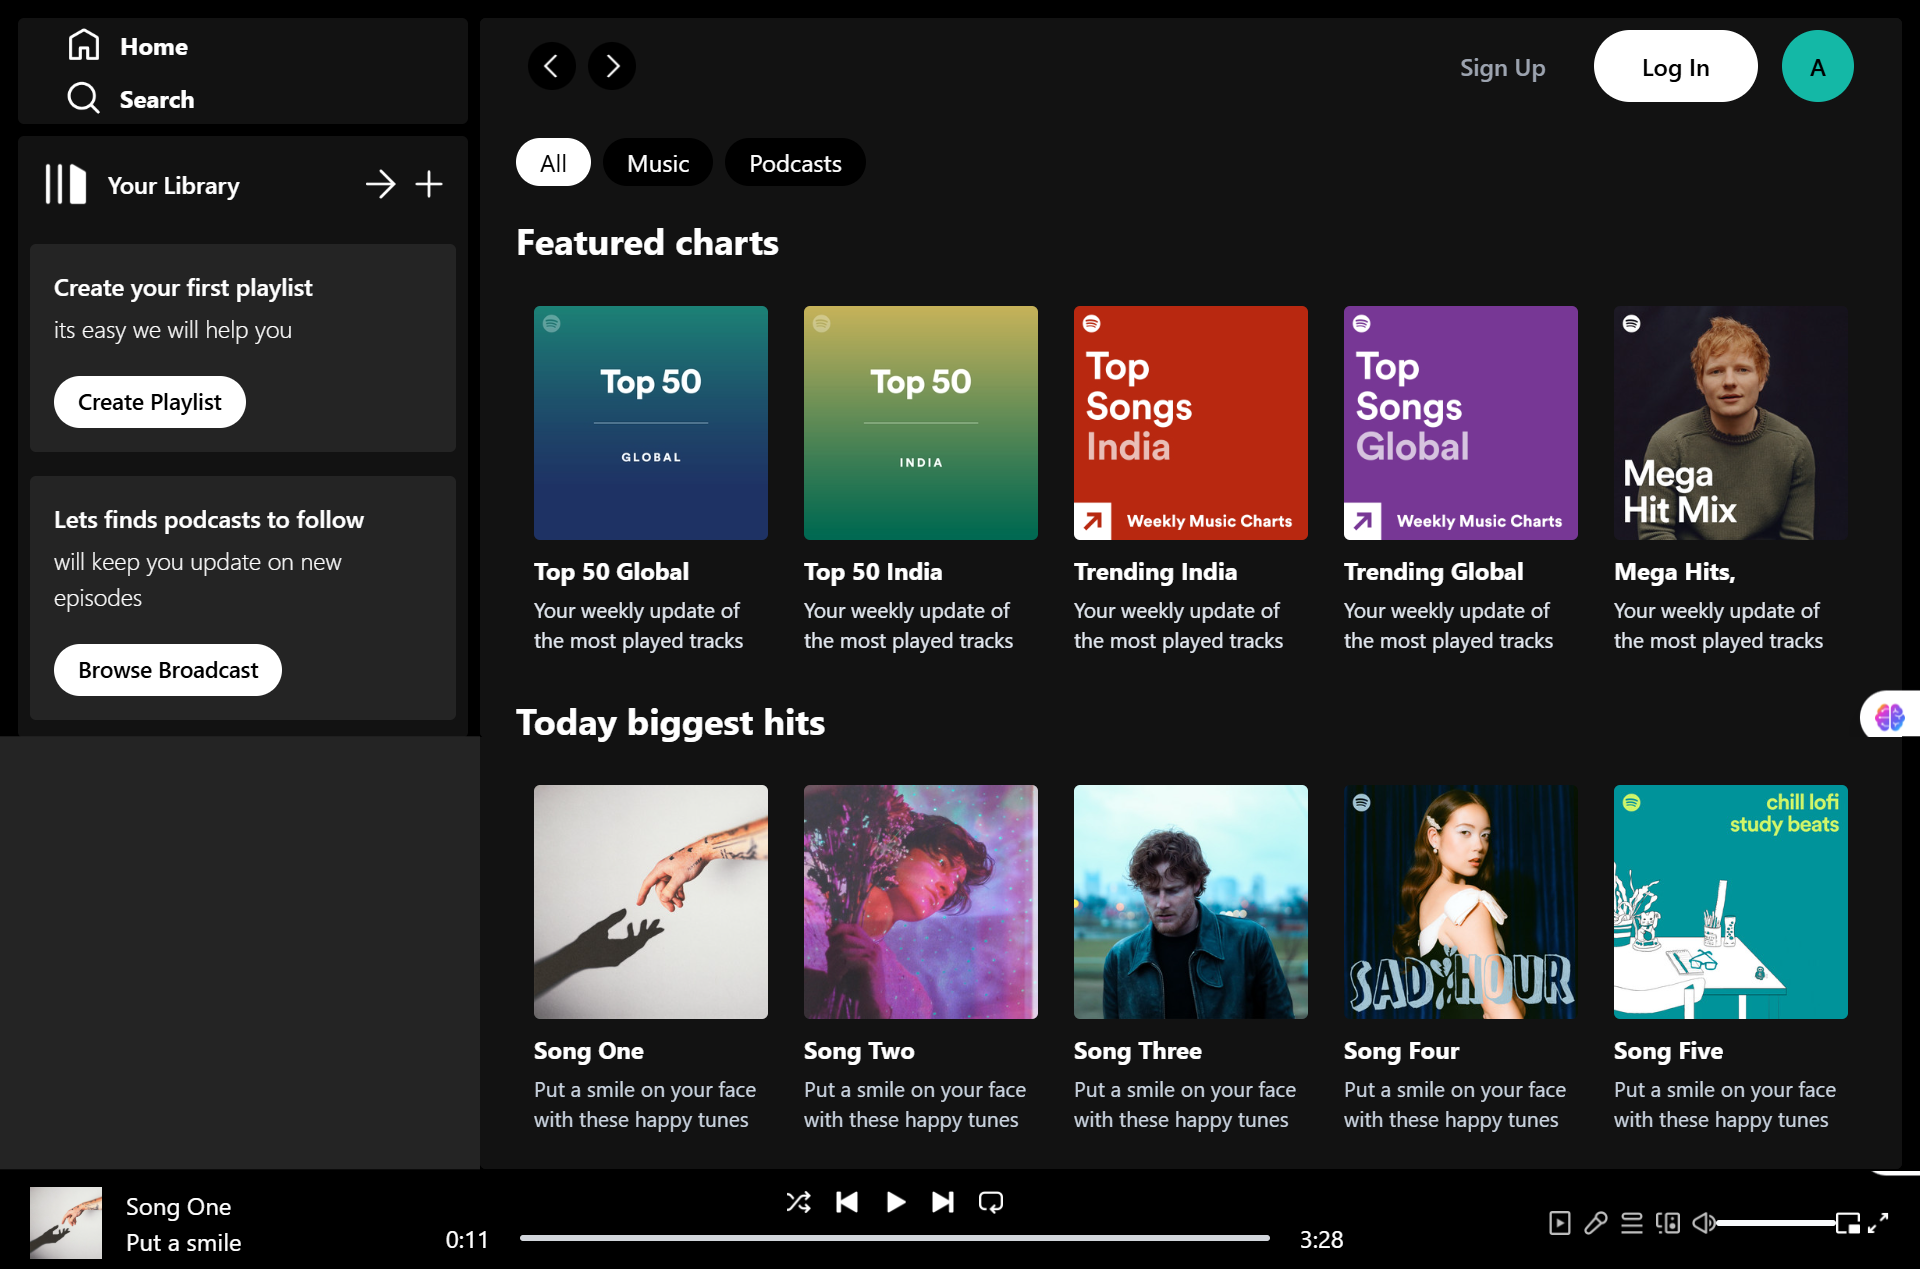 Home
Search
Your Library
Create your first playlist
its easy we will help you
Create Playlist
Lets finds podcasts to follow
will keep you update on new
episodes
Browse Broadcast
Sign Up
Log In
A
All
Music
Podcasts
Featured charts
Top 50
GLOBAL
Top 50 Global
Your weekly update of
the most played tracks
Top 50
INDIA
Top 50 India
Your weekly update of
the most played tracks
Top
Songs
India
Weekly Music Charts
Trending India
Your weekly update of
the most played tracks
Top
Songs
Global
Weekly Music Charts
Trending Global
Your weekly update of
the most played tracks
Mega
Hit Mix
Mega Hits,
Your weekly update of
the most played tracks
Today biggest hits
Song One
Put a smile on your face
with these happy tunes
Song Two
Put a smile on your face
with these happy tunes
Song Three
Put a smile on your face
with these happy tunes
SAD HOUR
Song Four
Put a smile on your face
with these happy tunes
chill lofi
study beats
Song Five
Put a smile on your face
with these happy tunes
Song One
Put a smile
0:11
3:28